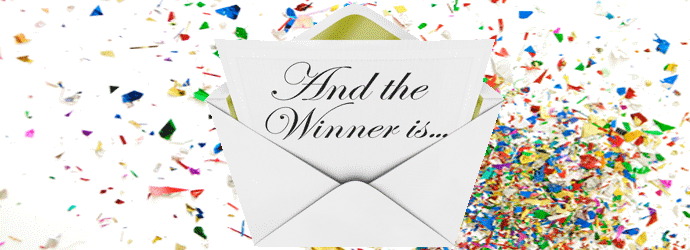 And the
Winner is...